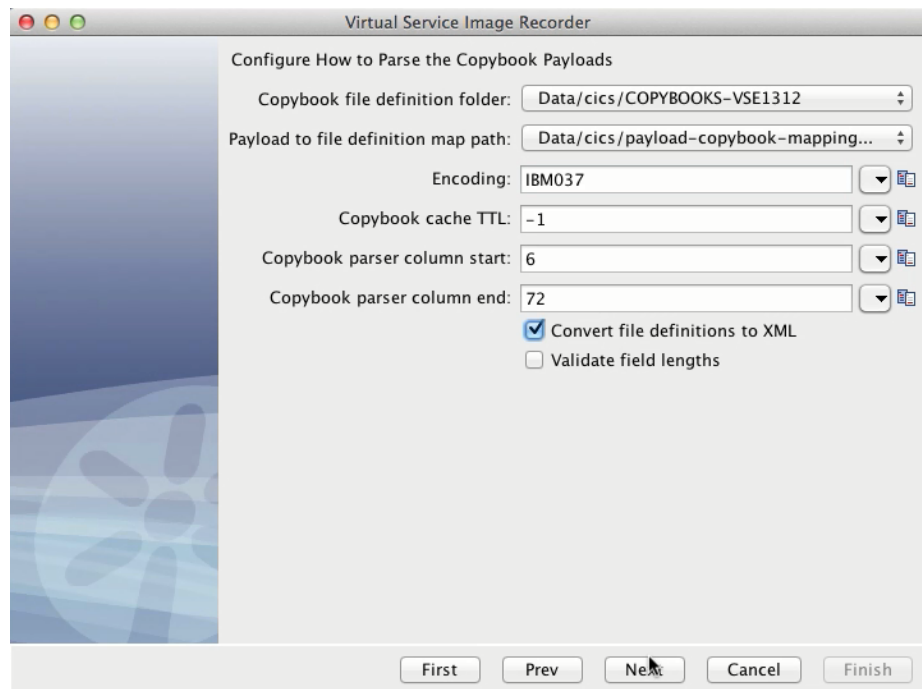 Virtual Service Image Recorder
Configure How to Parse the Copybook Payloads
Copybook file definition folder: Data/cics/COPYBOOKS-VSE1312
Payload to file definition map path: Data/cics/payload-copybook-mapping...
Encoding: IBM037
Copybook cache TTL: -1
Copybook parser column start: 6
Copybook parser column end: 72
Convert file definitions to XML
Validate field lengths
First Prev Next Cancel Finish